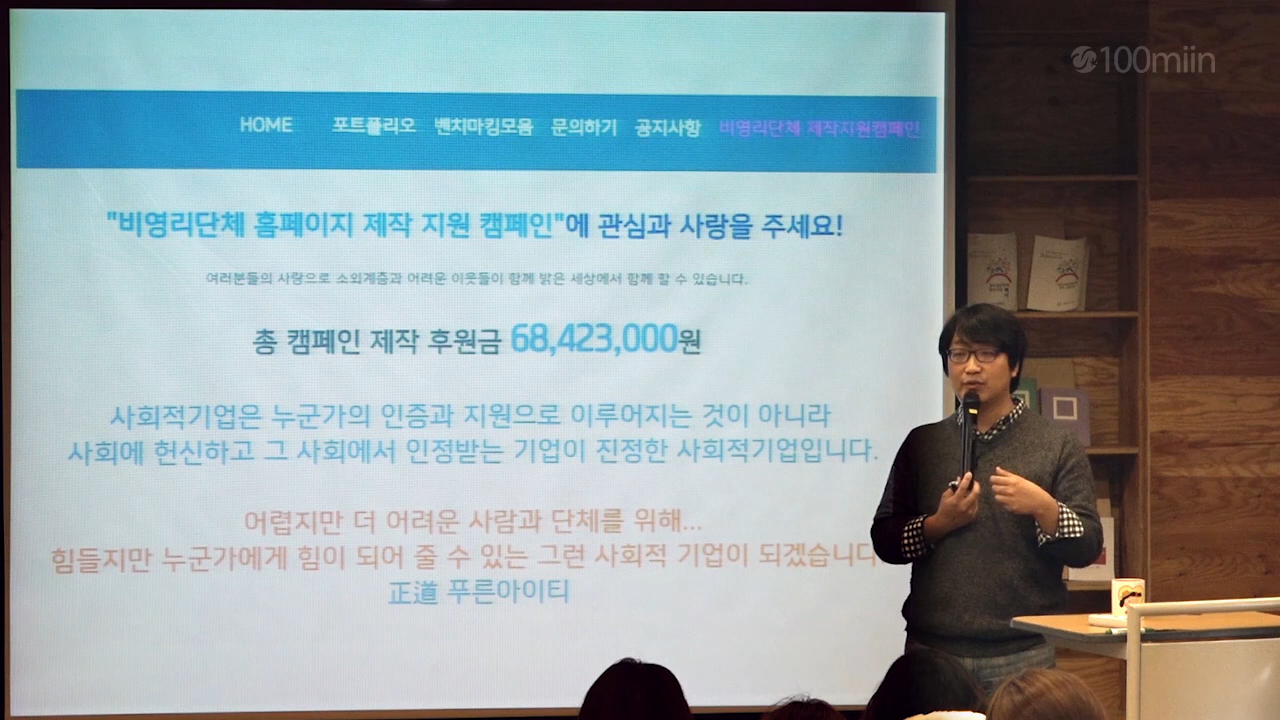 100miin
HOME 포트폴리오 벤치마킹모음 문의하기 공지사항 비영리단체 제작지원캠페인
"비영리단체 홈페이지 제작 지원 캠페인"에 관심과 사랑을 주세요!
여러분들의 사랑으로 소외계층과 어려운 이웃들이 함께 밝은 세상에서 함께 할 수 있습니다.
총 캠페인 제작 후원금 68,423,000원
사회적기업은 누군가의 인증과 지원으로 이루어지는 것이 아니라
사회에 헌신하고 그 사회에서 인정받는 기업이 진정한 사회적기업입니다.
어렵지만 더 어려운 사람과 단체를 위해...
힘들지만 누군가에게 힘이 되어 줄 수 있는 그런 사회적 기업이 되겠습니다
正道 푸른아이티